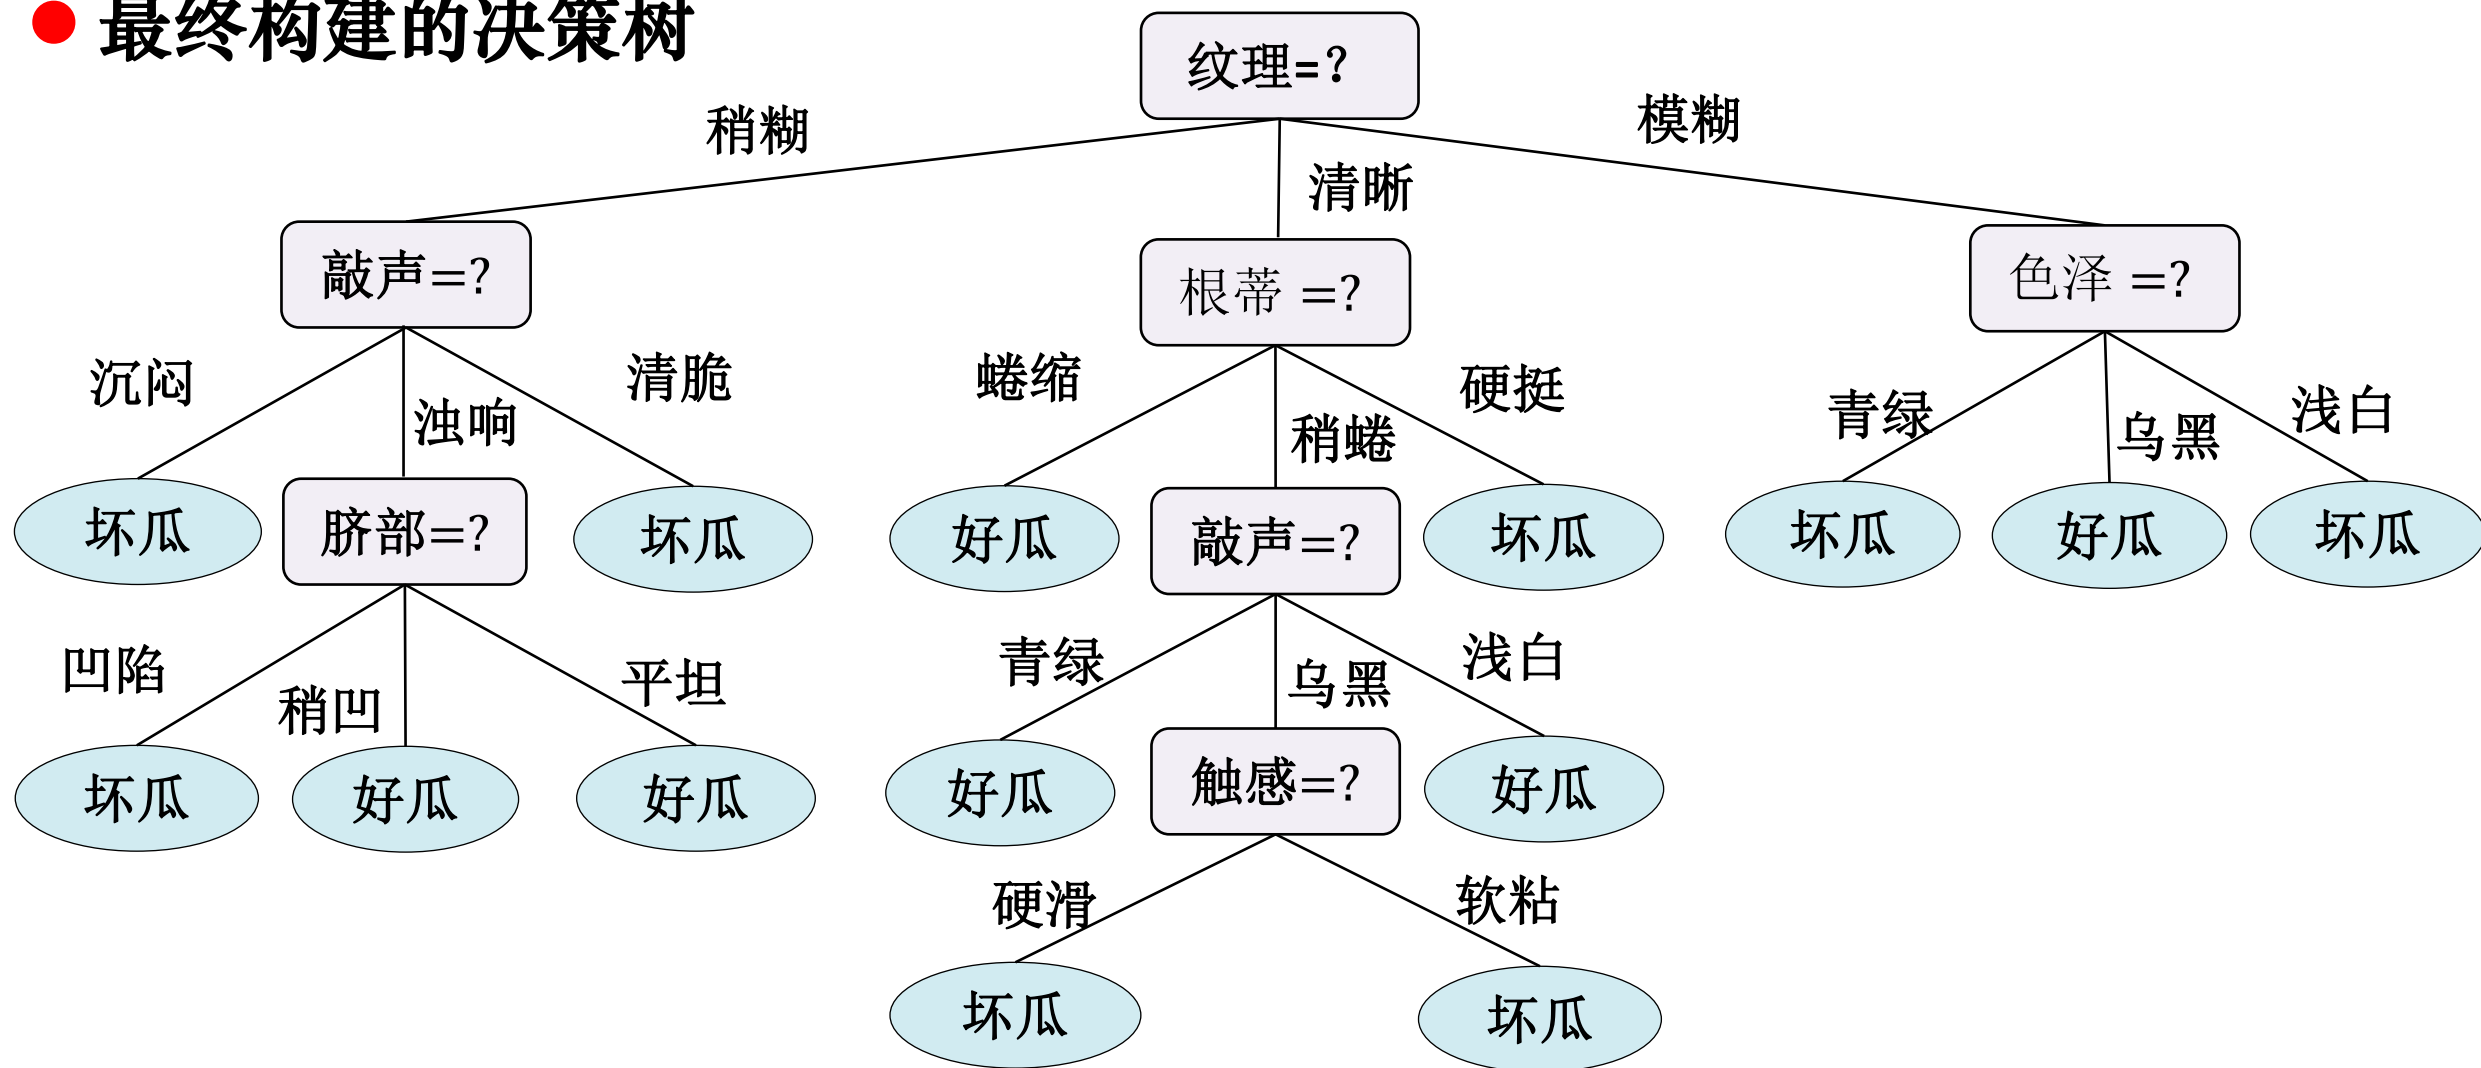 最终构建的决策树
纹理=?
稍糊
清晰
模糊
敲声=?
根蒂 =?
色泽 =?
沉闷
浊响
清脆
蜷缩
稍蜷
硬挺
青绿
乌黑
浅白
坏瓜
脐部=?
坏瓜
好瓜
敲声=?
坏瓜
坏瓜
好瓜
坏瓜
凹陷
稍凹
平坦
青绿
乌黑
浅白
坏瓜
好瓜
好瓜
好瓜
触感=?
好瓜
硬滑
软粘
坏瓜
坏瓜